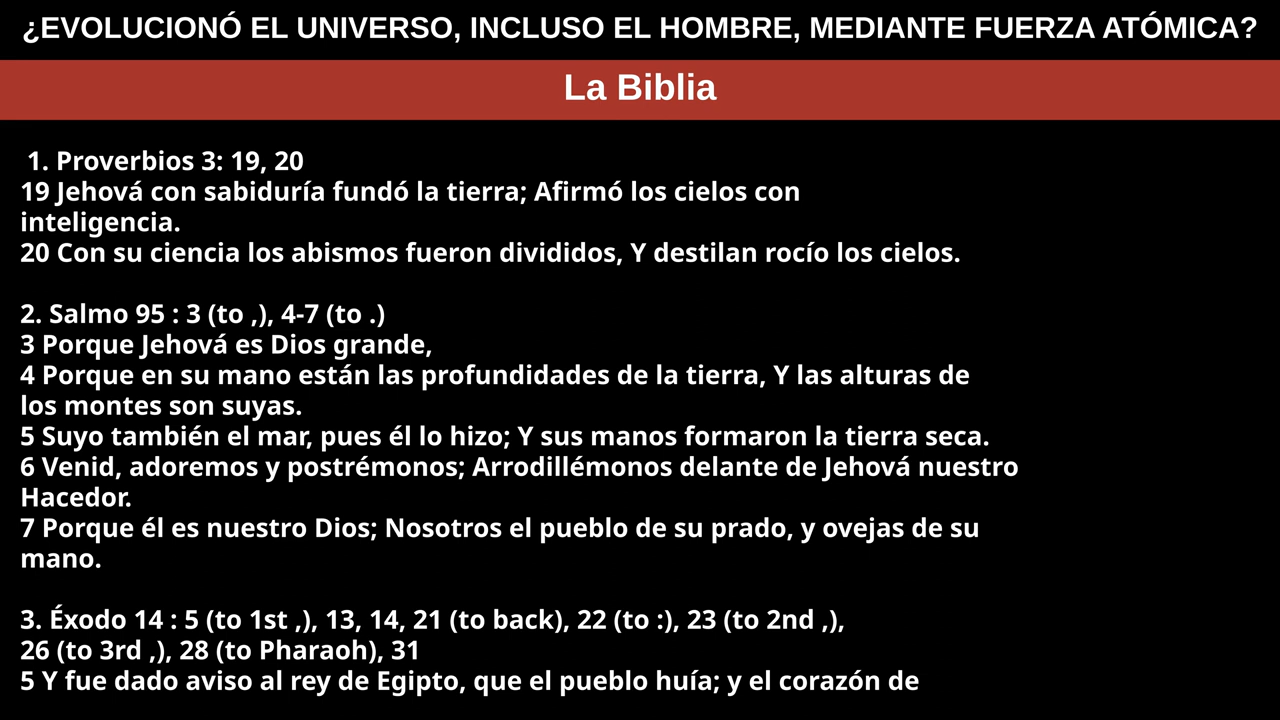 ¿EVOLUCIONÓ EL UNIVERSO, INCLUSO EL HOMBRE, MEDIANTE FUERZA ATÓMICA?
La Biblia
1. Proverbios 3: 19, 20
19 Jehová con sabiduría fundó la tierra; Afirmó los cielos con
inteligencia.
20 Con su ciencia los abismos fueron divididos, Y destilan rocío los cielos.
2. Salmo 95 : 3 (to ,), 4-7 (to .)
3 Porque Jehová es Dios grande,
4 Porque en su mano están las profundidades de la tierra, Y las alturas de
los montes son suyas.
5 Suyo también el mar, pues él lo hizo; Y sus manos formaron la tierra seca.
6 Venid, adoremos y postrémonos; Arrodillémonos delante de Jehová nuestro
Hacedor.
7 Porque él es nuestro Dios; Nosotros el pueblo de su prado, y ovejas de su
mano.
3. Éxodo 14 : 5 (to 1st ,), 13, 14, 21 (to back), 22 (to :), 23 (to 2nd ,),
26 (to 3rd ,), 28 (to Pharaoh), 31
5 Y fue dado aviso al rey de Egipto, que el pueblo huía; y el corazón de